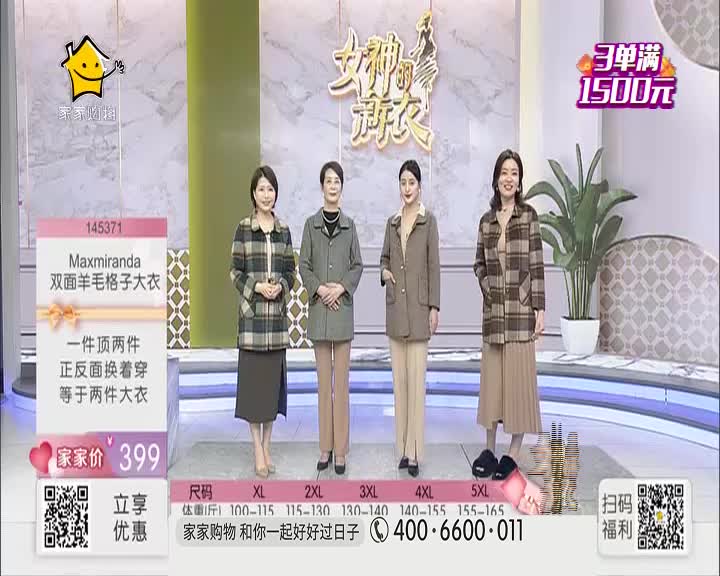 家家购物
女神的
新衣
3单满
1500元
145371
Maxmiranda
双面羊毛格子大衣
一件顶两件
正反面换着穿
等于两件大衣
家家价 ¥399
尺码 XL 2XL 3XL 4XL 5XL
体重(斤) 100-115 115-130 130-140 140-155 155-165
立享
优惠
家家购物 和你一起好好过日子 400·6600·011
扫码
福利